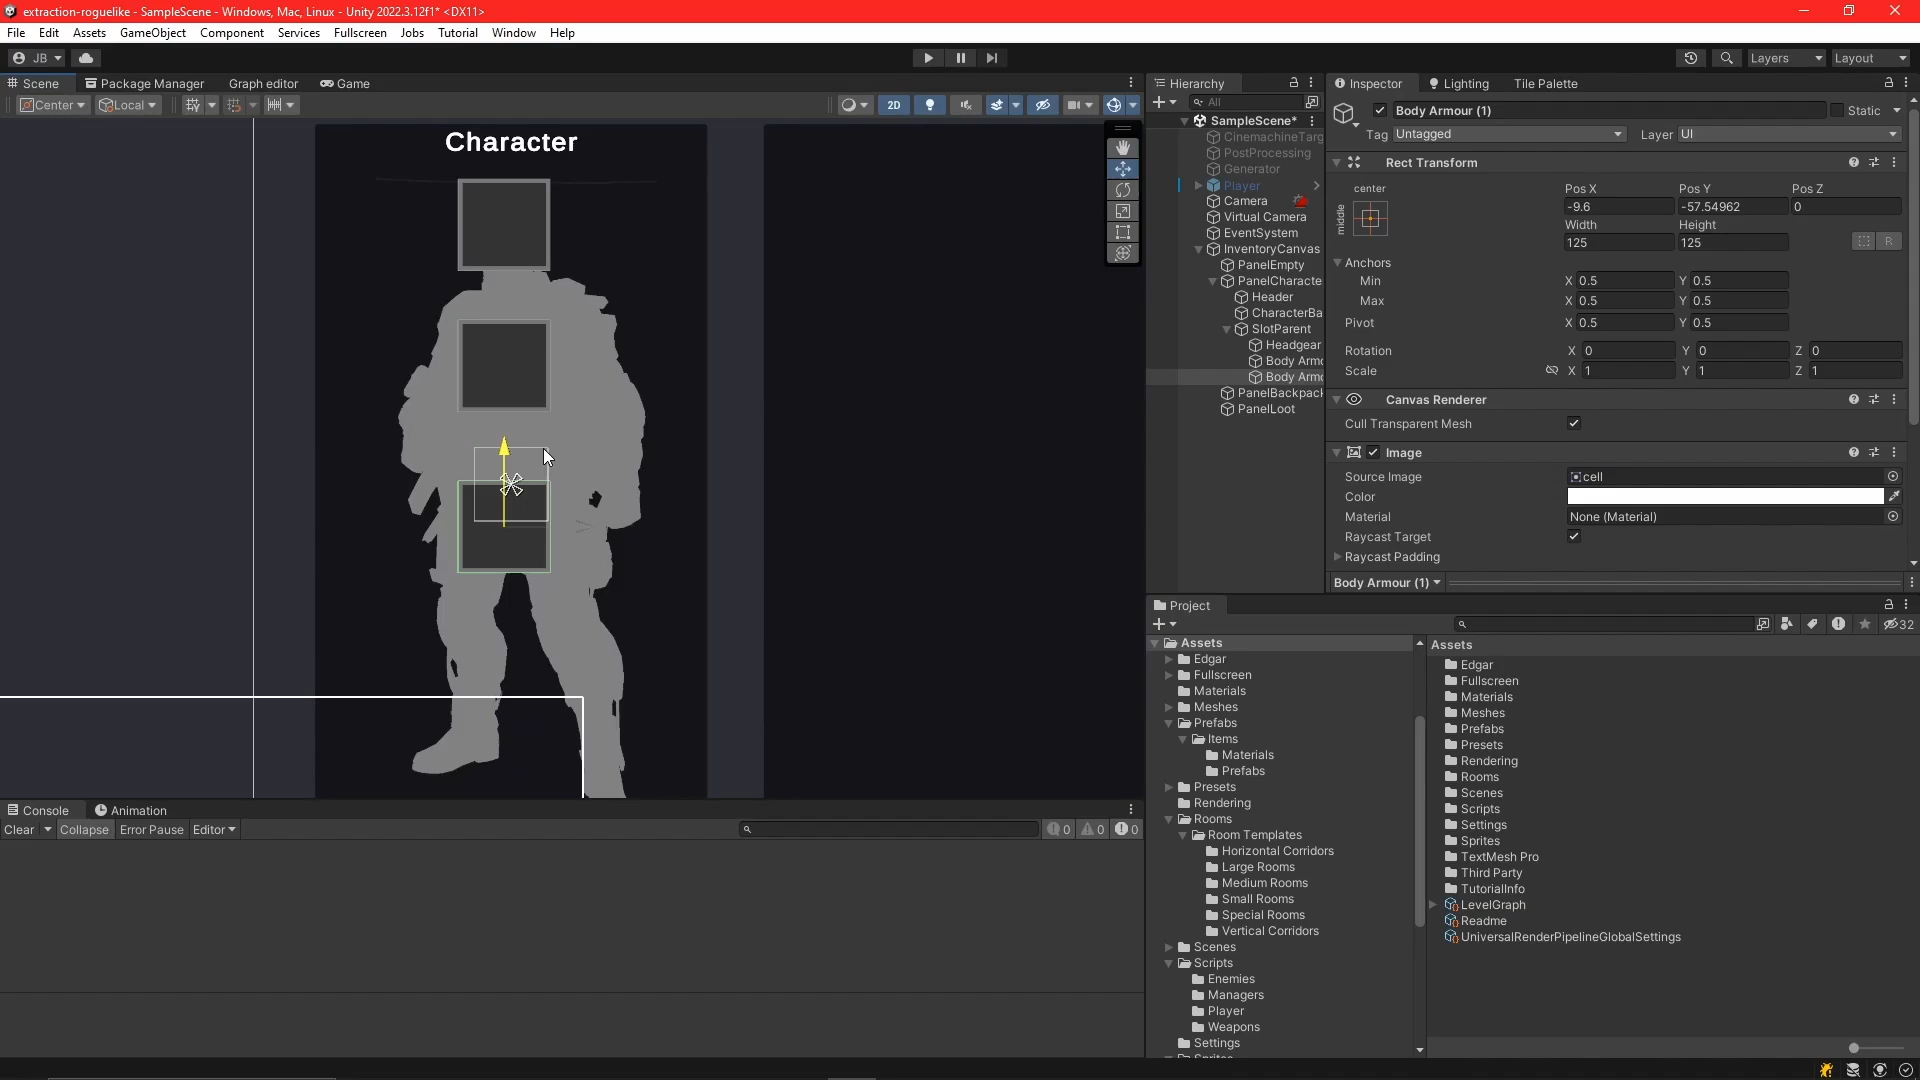 extraction-roguelike - SampleScene - Windows, Mac, Linux - Unity 2022.3.12f1* <DX11>
File Edit Assets GameObject Component Services Fullscreen Jobs Tutorial Window Help
JB
Layers
Layout
Scene Package Manager Graph editor Game
Center Local
2D
Character
Hierarchy
All
SampleScene*
CinemachineTarg
PostProcessing
Generator
Player
Camera
Virtual Camera
EventSystem
InventoryCanvas
PanelEmpty
PanelCharacte
Header
CharacterBa
SlotParent
Headgear
Body Armo
Body Armo
PanelBackpack
PanelLoot
Inspector Lighting Tile Palette
Body Armour (1)
Static
Tag Untagged Layer UI
Rect Transform
center
middle
Pos X Pos Y Pos Z
-9.6 -57.54962 0
Width Height
125 125
R
Anchors
Min X 0.5 Y 0.5
Max X 0.5 Y 0.5
Pivot X 0.5 Y 0.5
Rotation X 0 Y 0 Z 0
Scale X 1 Y 1 Z 1
Canvas Renderer
Cull Transparent Mesh
Image
Source Image cell
Color
Material None (Material)
Raycast Target
Raycast Padding
Body Armour (1)
Project
32
Assets
Edgar
Fullscreen
Materials
Meshes
Prefabs
Items
Materials
Prefabs
Presets
Rendering
Rooms
Room Templates
Horizontal Corridors
Large Rooms
Medium Rooms
Small Rooms
Special Rooms
Vertical Corridors
Scenes
Scripts
Enemies
Managers
Player
Weapons
Settings
Sprites
Assets
Edgar
Fullscreen
Materials
Meshes
Prefabs
Presets
Rendering
Rooms
Scenes
Scripts
Settings
Sprites
TextMesh Pro
Third Party
TutorialInfo
LevelGraph
Readme
UniversalRenderPipelineGlobalSettings
Console Animation
Clear Collapse Error Pause Editor
0 0 0